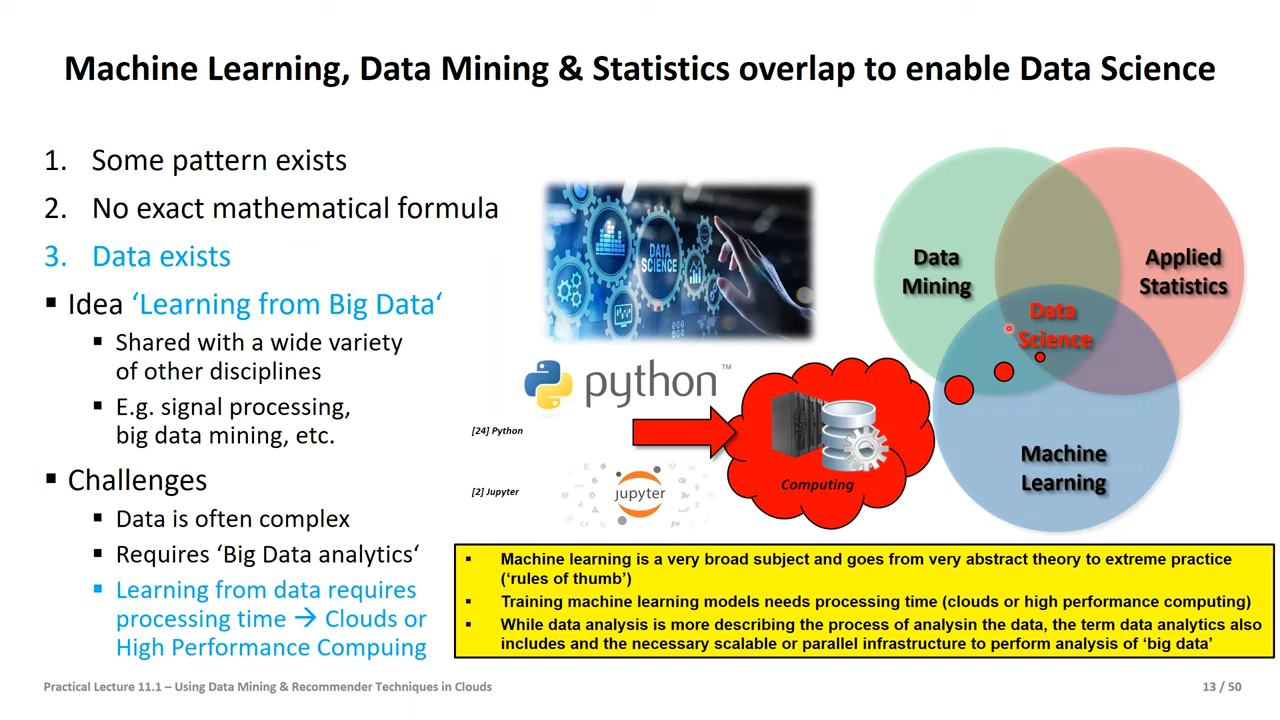 Machine Learning, Data Mining & Statistics overlap to enable Data Science
1. Some pattern exists
2. No exact mathematical formula
3. Data exists
▪ Idea ‘Learning from Big Data‘
▪ Shared with a wide variety
of other disciplines
▪ E.g. signal processing,
big data mining, etc.
▪ Challenges
▪ Data is often complex
▪ Requires ‘Big Data analytics‘
▪ Learning from data requires
processing time → Clouds or
High Performance Compuing
DATA
SCIENCE
python™
[24] Python
[2] Jupyter
jupyter
Computing
Data
Mining
Applied
Statistics
Data
Science
Machine
Learning
▪ Machine learning is a very broad subject and goes from very abstract theory to extreme practice
(‘rules of thumb’)
▪ Training machine learning models needs processing time (clouds or high performance computing)
▪ While data analysis is more describing the process of analysin the data, the term data analytics also
includes and the necessary scalable or parallel infrastructure to perform analysis of ‘big data’
Practical Lecture 11.1 – Using Data Mining & Recommender Techniques in Clouds
13 / 50